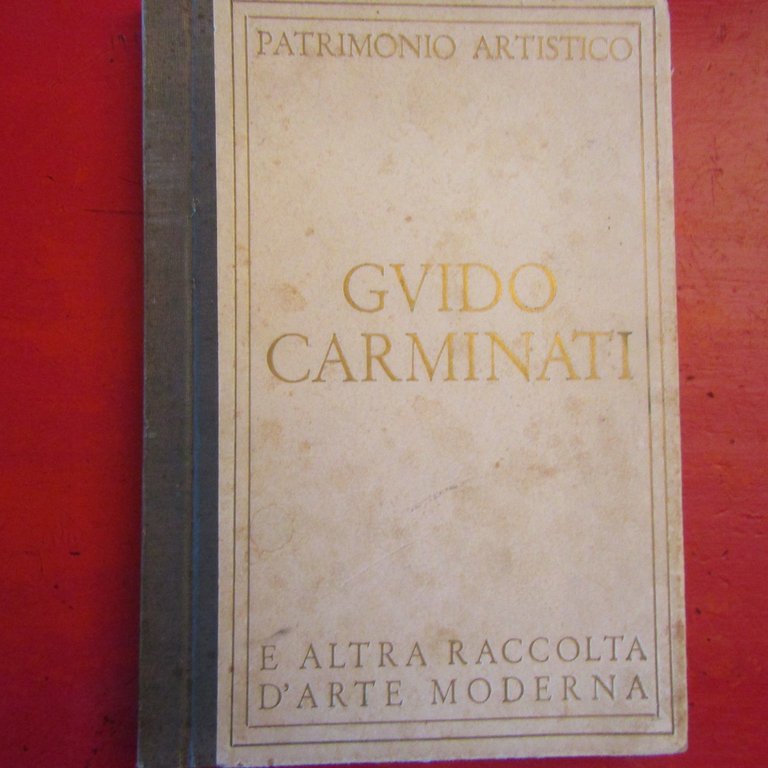 PATRIMONIO ARTISTICO
GVIDO
CARMINATI
E ALTRA RACCOLTA
D'ARTE MODERNA